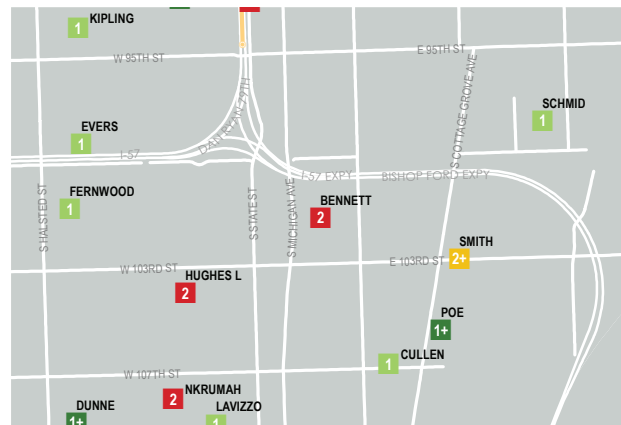 KIPLING
1
E 95TH ST
W 95TH ST
S COTTAGE GROVE AVE
DAN RYAN 79TH
SCHMID
1
EVERS
1
I-57
I-57 EXPY
BISHOP FORD EXPY
FERNWOOD
1
BENNETT
2
S HALSTED ST
S STATE ST
S MICHIGAN AVE
SMITH
2+
W 103RD ST
E 103RD ST
HUGHES L
2
POE
1+
CULLEN
1
W 107TH ST
NKRUMAH
2
DUNNE
1+
LAVIZZO
1